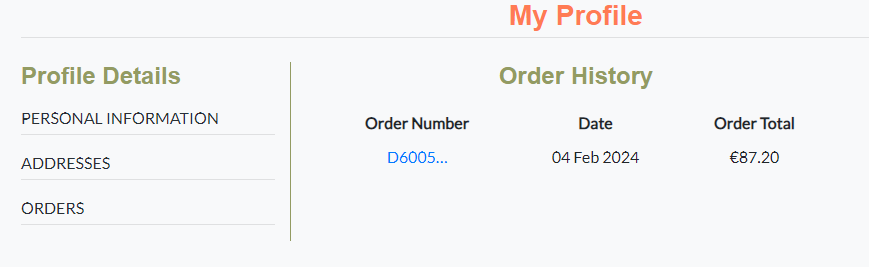 My Profile
Profile Details
PERSONAL INFORMATION
ADDRESSES
ORDERS
Order History
Order Number Date Order Total
D6005... 04 Feb 2024 €87.20